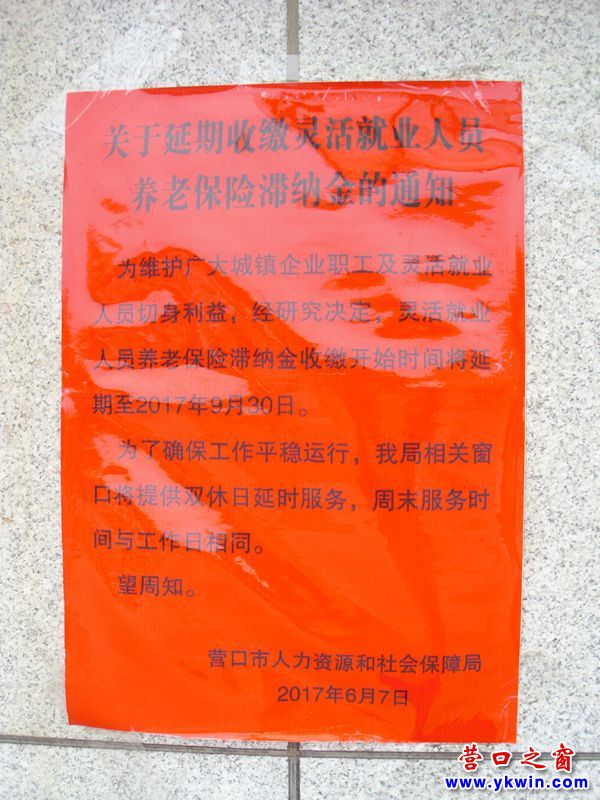 关于延期收缴灵活就业人员
养老保险滞纳金的通知
为维护广大城镇企业职工及灵活就业
人员切身利益，经研究决定，灵活就业
人员养老保险滞纳金收缴开始时间将延
期至2017年9月30日。
为了确保工作平稳运行，我局相关窗
口将提供双休日延时服务，周末服务时
间与工作日相同。
望周知。
营口市人力资源和社会保障局
2017年6月7日
营口之窗
www.ykwin.com